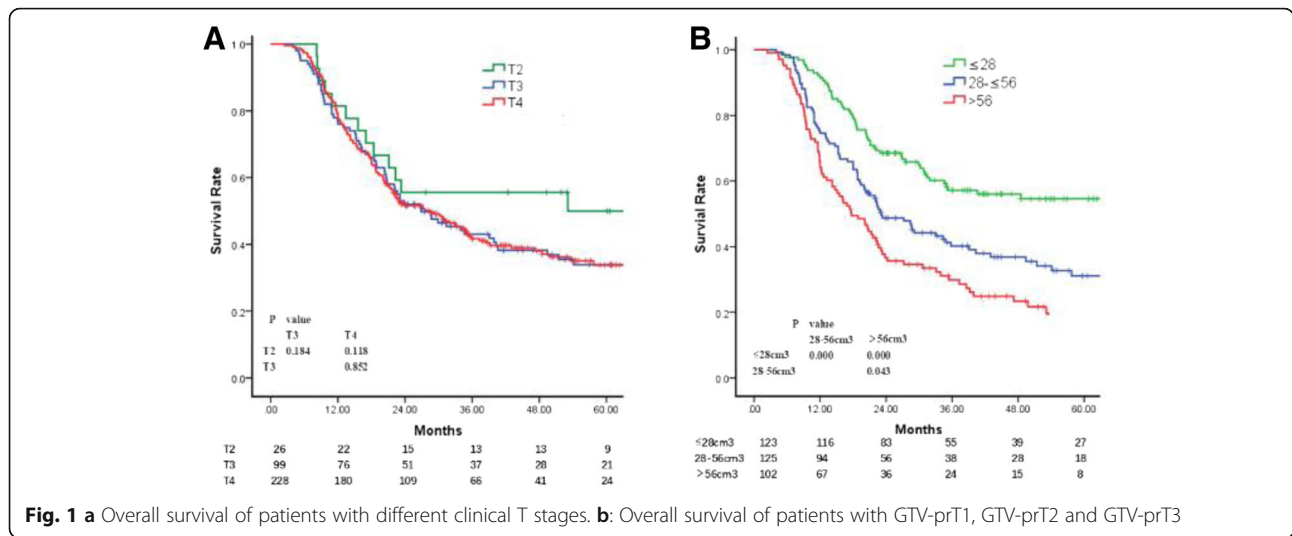 A
1.0
0.8
0.6
0.4
0.2
0.0
Survival Rate
T2
T3
T4
P value
T3 T4
T2 0.184 0.118
T3 0.852
.00 12.00 24.00 36.00 48.00 60.00
Months
T2 26 22 15 13 13 9
T3 99 76 51 37 28 21
T4 228 180 109 66 41 24
B
1.0
0.8
0.6
0.4
0.2
0.0
Survrial Rate
≤28
28-≤56
>56
P value
28-56cm3 >56cm3
≤28cm3 0.000 0.000
28-56cm3 0.043
.00 12.00 24.00 36.00 48.00 60.00
Months
≤28cm3 123 116 83 55 39 27
28-56cm3 125 94 56 38 28 18
>56cm3 102 67 36 24 15 8
Fig. 1 a Overall survival of patients with different clinical T stages. b: Overall survival of patients with GTV-prT1, GTV-prT2 and GTV-prT3